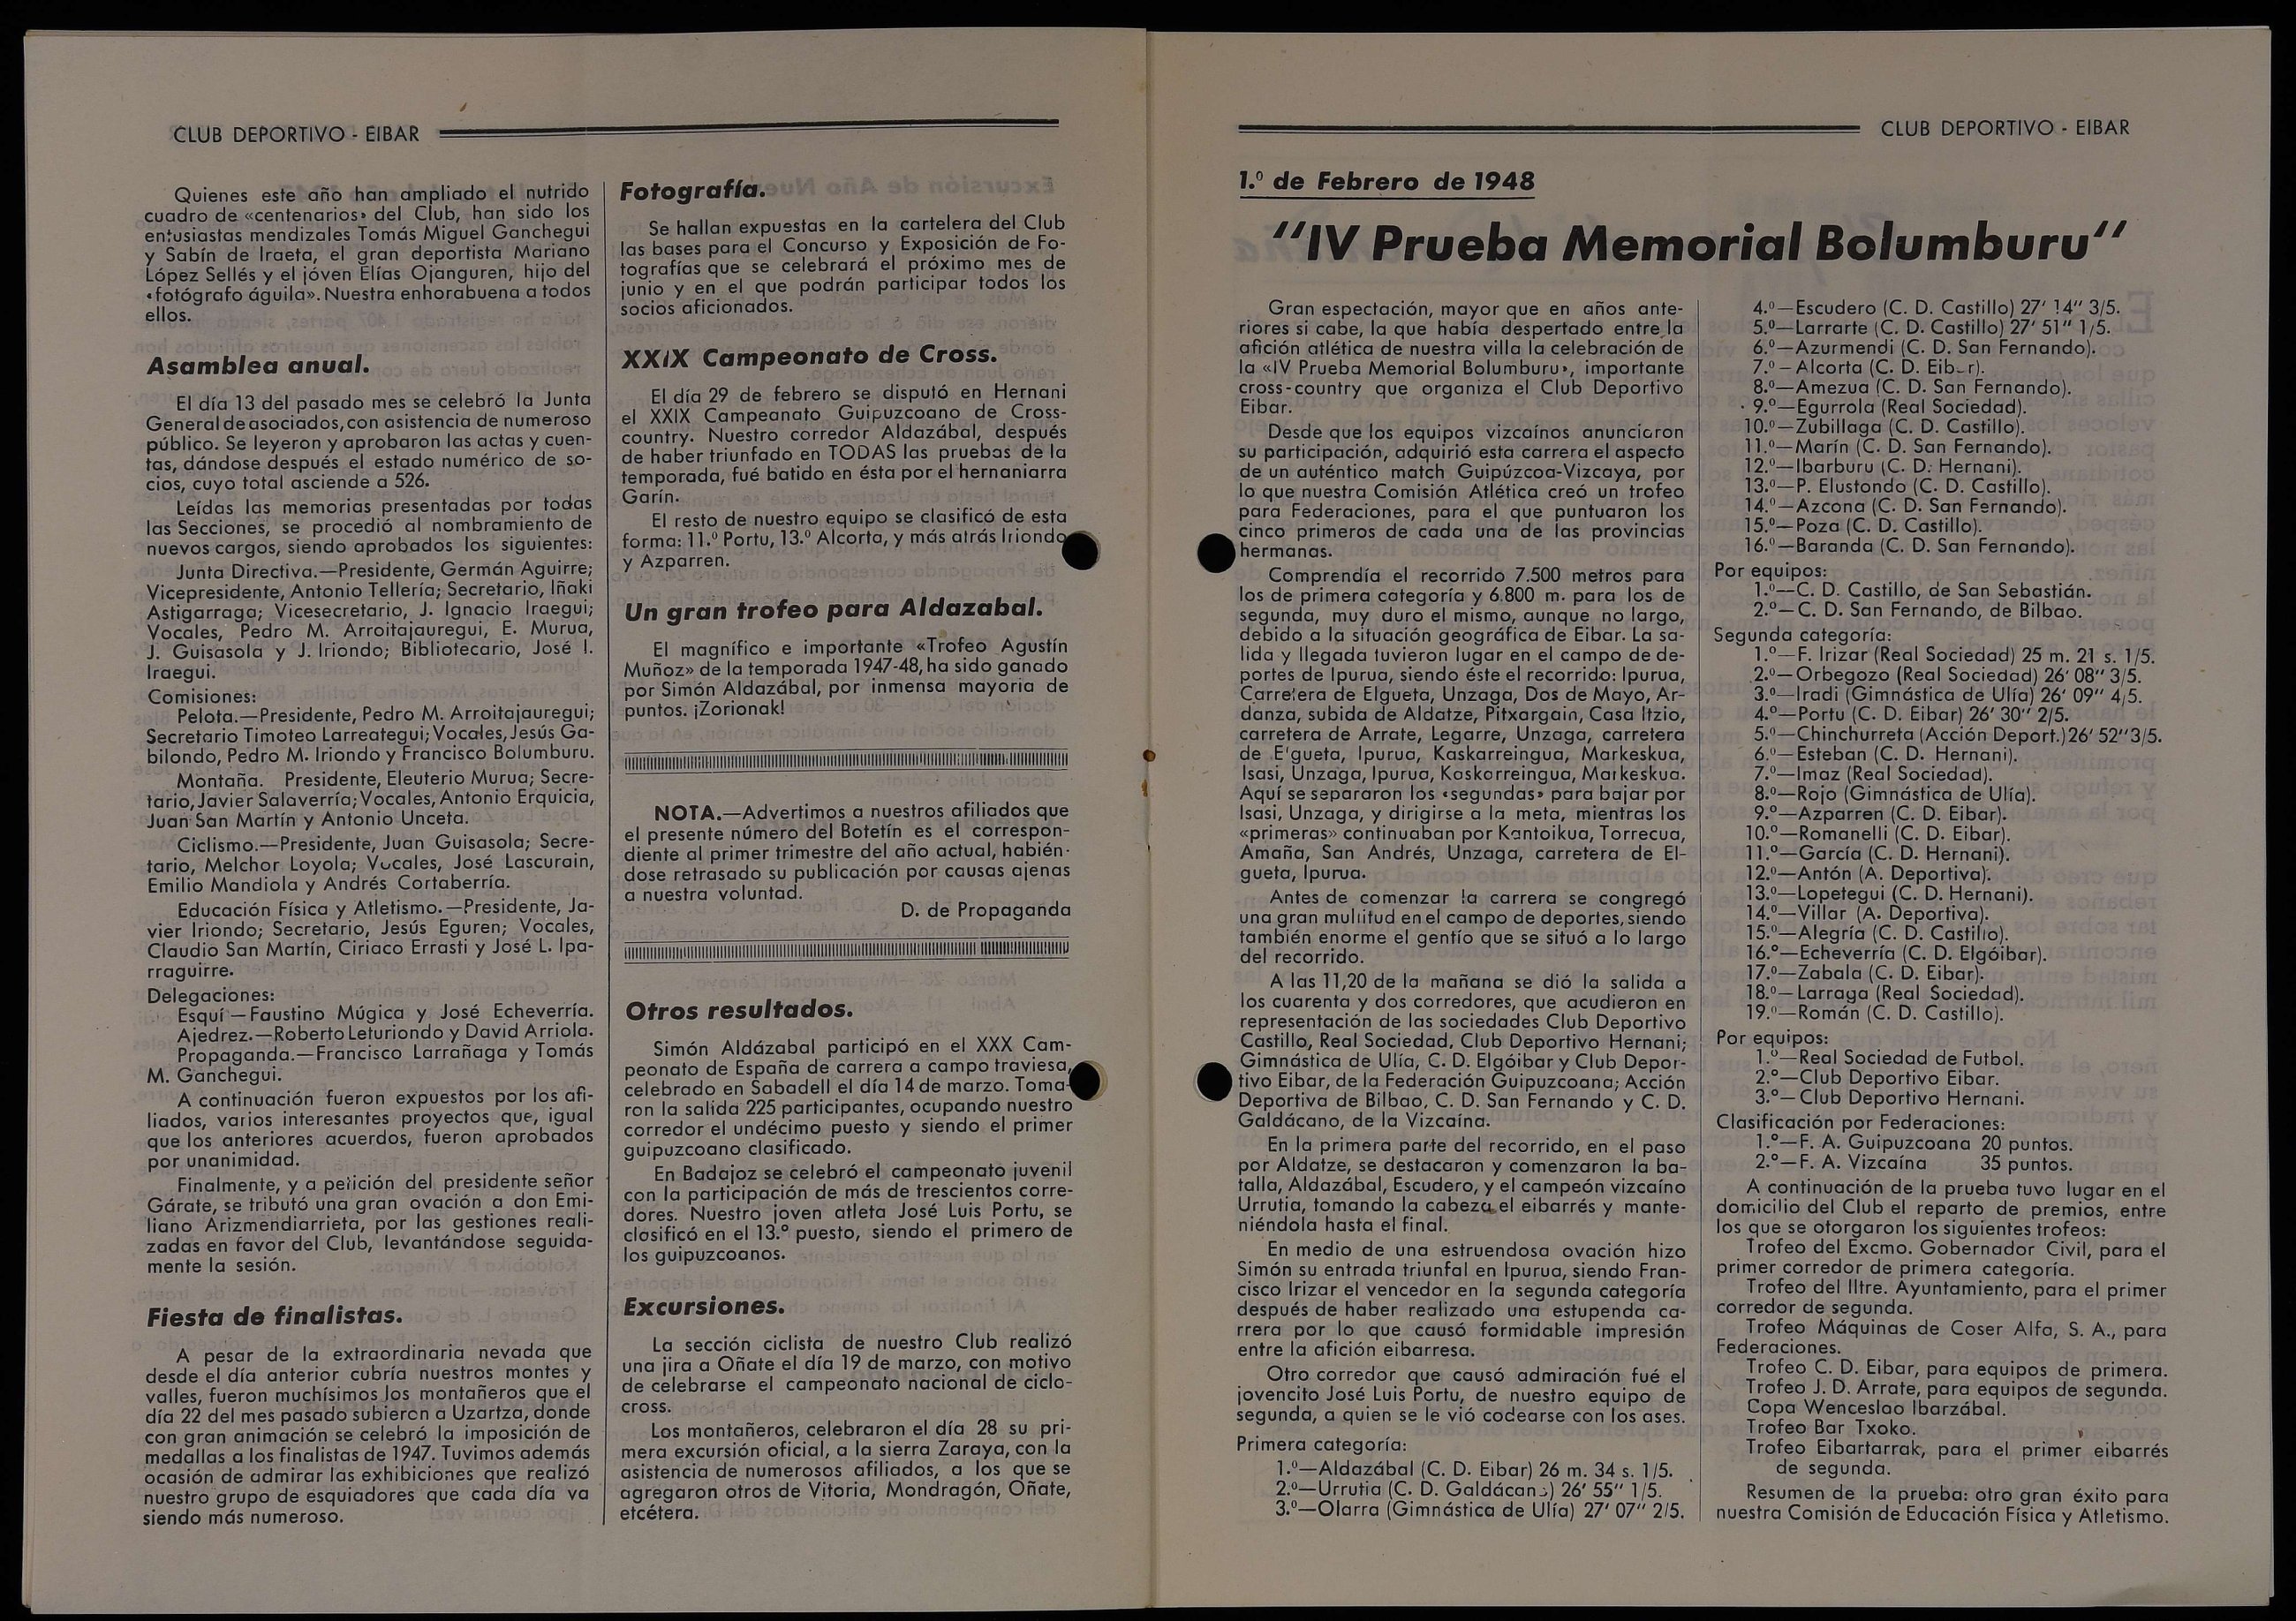 CLUB DEPORTIVO - EIBAR
Quienes este año han ampliado el nutrido
cuadro de «centenarios» del Club, han sido los
entusiastas mendizales Tomás Miguel Ganchegui
y Sabín de Iraeta, el gran deportista Mariano
López Sellés y el jóven Elías Ojanguren, hijo del
«fotógrafo águila». Nuestra enhorabuena a todos
ellos.
Asamblea anual.
El día 13 del pasado mes se celebró la Junta
General de asociados, con asistencia de numeroso
público. Se leyeron y aprobaron las actas y cuen-
tas, dándose después el estado numérico de so-
cios, cuyo total asciende a 526.
Leídas las memorias presentadas por todas
las Secciones, se procedió al nombramiento de
nuevos cargos, siendo aprobados los siguientes:
Junta Directiva.—Presidente, Germán Aguirre;
Vicepresidente, Antonio Tellería; Secretario, Iñaki
Astigarraga; Vicesecretario, J. Ignacio Iraegui;
Vocales, Pedro M. Arroitajauregui, E. Murua,
J. Guisasola y J. Iriondo; Bibliotecario, José I.
Iraegui.
Comisiones:
Pelota.—Presidente, Pedro M. Arroitajauregui;
Secretario Timoteo Larreategui; Vocales, Jesús Ga-
bilondo, Pedro M. Iriondo y Francisco Bolumburu.
Montaña. Presidente, Eleuterio Murua; Secre-
tario, Javier Salaverría; Vocales, Antonio Erquicia,
Juan San Martín y Antonio Unceta.
Ciclismo.—Presidente, Juan Guisasola; Secre-
tario, Melchor Loyola; Vocales, José Lascurain,
Emilio Mandiola y Andrés Cortaberría.
Educación Física y Atletismo.—Presidente, Ja-
vier Iriondo; Secretario, Jesús Eguren; Vocales,
Claudio San Martín, Ciriaco Errasti y José L. Ipa-
rraguirre.
Delegaciones:
Esquí—Faustino Múgica y José Echeverría.
Ajedrez.—Roberto Leturiondo y David Arriola.
Propaganda.—Francisco Larrañaga y Tomás
M. Ganchegui.
A continuación fueron expuestos por los afi-
liados, varios interesantes proyectos que, igual
que los anteriores acuerdos, fueron aprobados
por unanimidad.
Finalmente, y a petición del presidente señor
Gárate, se tributó una gran ovación a don Emi-
liano Arizmendiarrieta, por las gestiones reali-
zadas en favor del Club, levantándose seguida-
mente la sesión.
Fiesta de finalistas.
A pesar de la extraordinaria nevada que
desde el día anterior cubría nuestros montes y
valles, fueron muchísimos los montañeros que el
día 22 del mes pasado subieron a Uzartza, donde
con gran animación se celebró la imposición de
medallas a los finalistas de 1947. Tuvimos además
ocasión de admirar las exhibiciones que realizó
nuestro grupo de esquiadores que cada día va
siendo más numeroso.
Fotografía.
Se hallan expuestas en la cartelera del Club
las bases para el Concurso y Exposición de Fo-
tografías que se celebrará el próximo mes de
junio y en el que podrán participar todos los
socios aficionados.
XXIX Campeonato de Cross.
El día 29 de febrero se disputó en Hernani
el XXIX Campeanato Guipuzcoano de Cross-
country. Nuestro corredor Aldazábal, después
de haber triunfado en TODAS las pruebas de la
temporada, fué batido en ésta por el hernaniarra
Garín.
El resto de nuestro equipo se clasificó de esta
forma: 11.º Portu, 13.º Alcorta, y más atrás Iriondo
y Azparren.
Un gran trofeo para Aldazabal.
El magnífico e importante «Trofeo Agustín
Muñoz» de la temporada 1947-48, ha sido ganado
por Simón Aldazábal, por inmensa mayoria de
puntos. ¡Zorionak!
NOTA.—Advertimos a nuestros afiliados que
el presente número del Botetín es el correspon-
diente al primer trimestre del año actual, habién-
dose retrasado su publicación por causas ajenas
a nuestra voluntad.
D. de Propaganda
Otros resultados.
Simón Aldázabal participó en el XXX Cam-
peonato de España de carrera a campo traviesa,
celebrado en Sabadell el día 14 de marzo. Toma-
ron la salida 225 participantes, ocupando nuestro
corredor el undécimo puesto y siendo el primer
guipuzcoano clasificado.
En Badajoz se celebró el campeonato juvenil
con la participación de más de trescientos corre-
dores. Nuestro joven atleta José Luis Portu, se
clasificó en el 13.º puesto, siendo el primero de
los guipuzcoanos.
Excursiones.
La sección ciclista de nuestro Club realizó
una jira a Oñate el día 19 de marzo, con motivo
de celebrarse el campeonato nacional de ciclo-
cross.
Los montañeros, celebraron el día 28 su pri-
mera excursión oficial, a la sierra Zaraya, con la
asistencia de numerosos afiliados, a los que se
agregaron otros de Vitoria, Mondragón, Oñate,
etcétera.
CLUB DEPORTIVO - EIBAR
1.º de Febrero de 1948
"IV Prueba Memorial Bolumburu"
Gran espectación, mayor que en años ante-
riores si cabe, la que había despertado entre la
afición atlética de nuestra villa la celebración de
la «IV Prueba Memorial Bolumburu», importante
cross-country que organiza el Club Deportivo
Eibar.
Desde que los equipos vizcaínos anunciaron
su participación, adquirió esta carrera el aspecto
de un auténtico match Guipúzcoa-Vizcaya, por
lo que nuestra Comisión Atlética creó un trofeo
para Federaciones, para el que puntuaron los
cinco primeros de cada una de las provincias
hermanas.
Comprendía el recorrido 7.500 metros para
los de primera categoría y 6.800 m. para los de
segunda, muy duro el mismo, aunque no largo,
debido a la situación geográfica de Eibar. La sa-
lida y llegada tuvieron lugar en el campo de de-
portes de Ipurua, siendo éste el recorrido: Ipurua,
Carretera de Elgueta, Unzaga, Dos de Mayo, Ar-
danza, subida de Aldatze, Pitxargain, Casa Itzio,
carretera de Arrate, Legarre, Unzaga, carretera
de E'gueta, Ipurua, Kaskarreingua, Markeskua,
Isasi, Unzaga, Ipurua, Kaskarreingua, Markeskua.
Aquí se separaron los «segundas» para bajar por
Isasi, Unzaga, y dirigirse a la meta, mientras los
«primeras» continuaban por Kantoikua, Torrecua,
Amaña, San Andrés, Unzaga, carretera de El-
gueta, Ipurua.
Antes de comenzar la carrera se congregó
una gran multitud en el campo de deportes, siendo
también enorme el gentío que se situó a lo largo
del recorrido.
A las 11,20 de la mañana se dió la salida a
los cuarenta y dos corredores, que acudieron en
representación de las sociedades Club Deportivo
Castillo, Real Sociedad, Club Deportivo Hernani;
Gimnástica de Ulía, C. D. Elgóibar y Club Depor-
tivo Eibar, de la Federación Guipuzcoana; Acción
Deportiva de Bilbao, C. D. San Fernando y C. D.
Galdácano, de la Vizcaína.
En la primera parte del recorrido, en el paso
por Aldatze, se destacaron y comenzaron la ba-
talla, Aldazábal, Escudero, y el campeón vizcaíno
Urrutia, tomando la cabeza el eibarrés y mante-
niéndola hasta el final.
En medio de una estruendosa ovación hizo
Simón su entrada triunfal en Ipurua, siendo Fran-
cisco Irizar el vencedor en la segunda categoría
después de haber realizado una estupenda ca-
rrera por lo que causó formidable impresión
entre la afición eibarresa.
Otro corredor que causó admiración fué el
jovencito José Luis Portu, de nuestro equipo de
segunda, a quien se le vió codearse con los ases.
Primera categoría:
1.º—Aldazábal (C. D. Eibar) 26 m. 34 s. 1/5.
2.º—Urrutia (C. D. Galdácano) 26' 55" 1/5.
3.º—Olarra (Gimnástica de Ulía) 27' 07" 2/5.
4.º—Escudero (C. D. Castillo) 27' 14" 3/5.
5.º—Larrarte (C. D. Castillo) 27' 51" 1/5.
6.º—Azurmendi (C. D. San Fernando).
7.º—Alcorta (C. D. Eibar).
8.º—Amezua (C. D. San Fernando).
9.º—Egurrola (Real Sociedad).
10.º—Zubillaga (C. D. Castillo).
11.º—Marín (C. D. San Fernando).
12.º—Ibarburu (C. D. Hernani).
13.º—P. Elustondo (C. D. Castillo).
14.º—Azcona (C. D. San Fernando).
15.º—Poza (C. D. Castillo).
16.º—Baranda (C. D. San Fernando).
Por equipos:
1.º—C. D. Castillo, de San Sebastián.
2.º—C. D. San Fernando, de Bilbao.
Segunda categoría:
1.º—F. Irizar (Real Sociedad) 25 m. 21 s. 1/5.
2.º—Orbegozo (Real Sociedad) 26' 08" 3/5.
3.º—Iradi (Gimnástica de Ulía) 26' 09" 4/5.
4.º—Portu (C. D. Eibar) 26' 30" 2/5.
5.º—Chinchurreta (Acción Deport.) 26' 52" 3/5.
6.º—Esteban (C. D. Hernani).
7.º—Imaz (Real Sociedad).
8.º—Rojo (Gimnástica de Ulía).
9.º—Azparren (C. D. Eibar).
10.º—Romanelli (C. D. Eibar).
11.º—García (C. D. Hernani).
12.º—Antón (A. Deportiva).
13.º—Lopetegui (C. D. Hernani).
14.º—Villar (A. Deportiva).
15.º—Alegría (C. D. Castillo).
16.º—Echeverría (C. D. Elgóibar).
17.º—Zabala (C. D. Eibar).
18.º—Larraga (Real Sociedad).
19.º—Román (C. D. Castillo).
Por equipos:
1.º—Real Sociedad de Futbol.
2.º—Club Deportivo Eibar.
3.º—Club Deportivo Hernani.
Clasificación por Federaciones:
1.º—F. A. Guipuzcoana 20 puntos.
2.º—F. A. Vizcaína 35 puntos.
A continuación de la prueba tuvo lugar en el
domicilio del Club el reparto de premios, entre
los que se otorgaron los siguientes trofeos:
Trofeo del Excmo. Gobernador Civil, para el
primer corredor de primera categoría.
Trofeo del Iltre. Ayuntamiento, para el primer
corredor de segunda.
Trofeo Máquinas de Coser Alfa, S. A., para
Federaciones.
Trofeo C. D. Eibar, para equipos de primera.
Trofeo J. D. Arrate, para equipos de segunda.
Copa Wenceslao Ibarzábal.
Trofeo Bar Txoko.
Trofeo Eibartarrak, para el primer eibarrés
de segunda.
Resumen de la prueba: otro gran éxito para
nuestra Comisión de Educación Física y Atletismo.